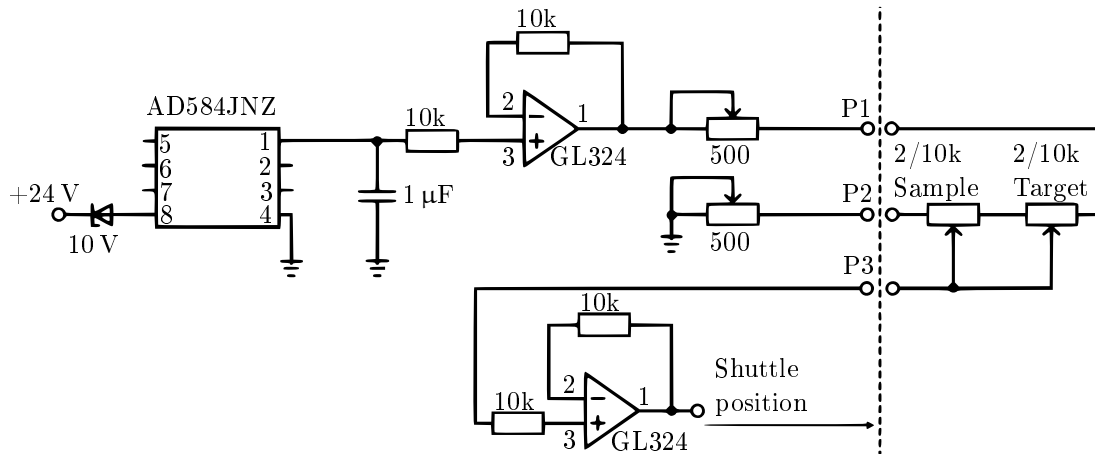 10k
AD584JNZ
5
6
7
8
1
2
3
4
+24 V
10 V
1 μF
10k
2
3
1
−
+
GL324
500
500
P1
P2
P3
2/10k
Sample
2/10k
Target
10k
10k
2
3
1
−
+
GL324
Shuttle
position